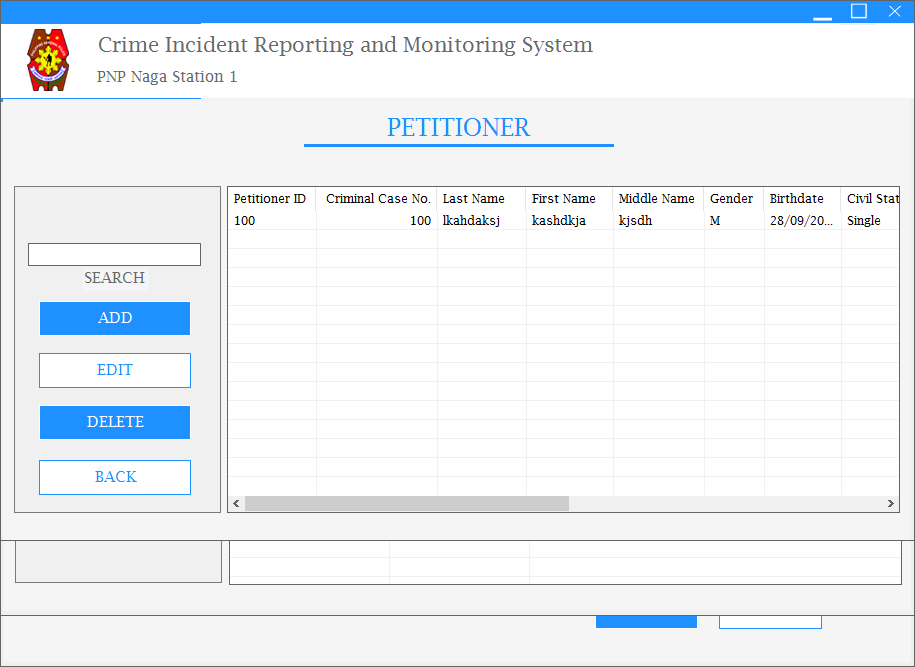 Crime Incident Reporting and Monitoring System
PNP Naga Station 1
PETITIONER
SEARCH
ADD
EDIT
DELETE
BACK
Petitioner ID Criminal Case No. Last Name First Name Middle Name Gender Birthdate Civil Stat
100 100 lkahdaksj kashdkja kjsdh M 28/09/20... Single